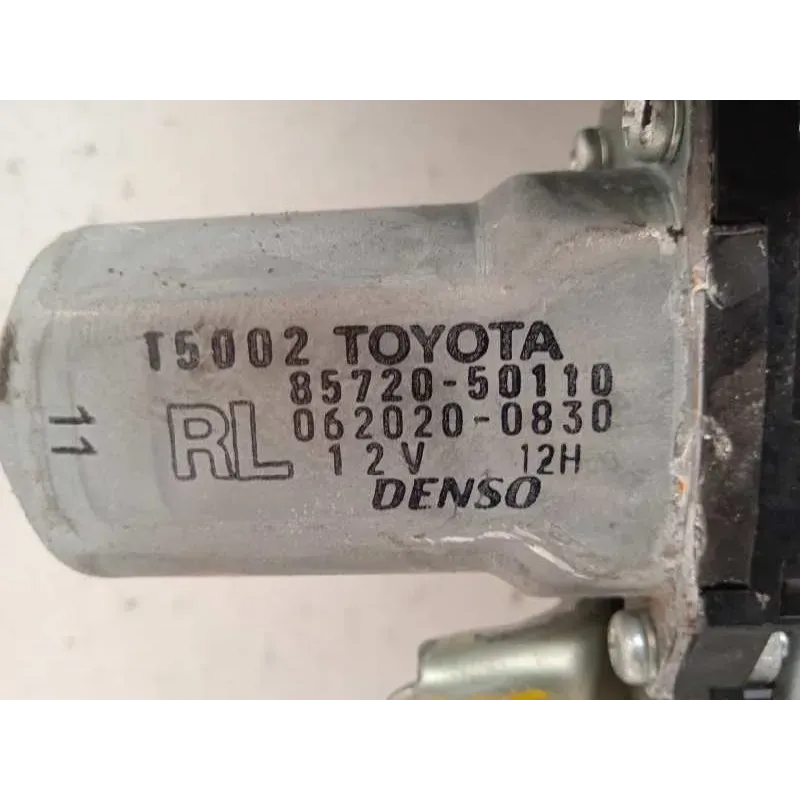 T5002 TOYOTA
85720-50110
RL 062020-0830
12V 12H
DENSO
11